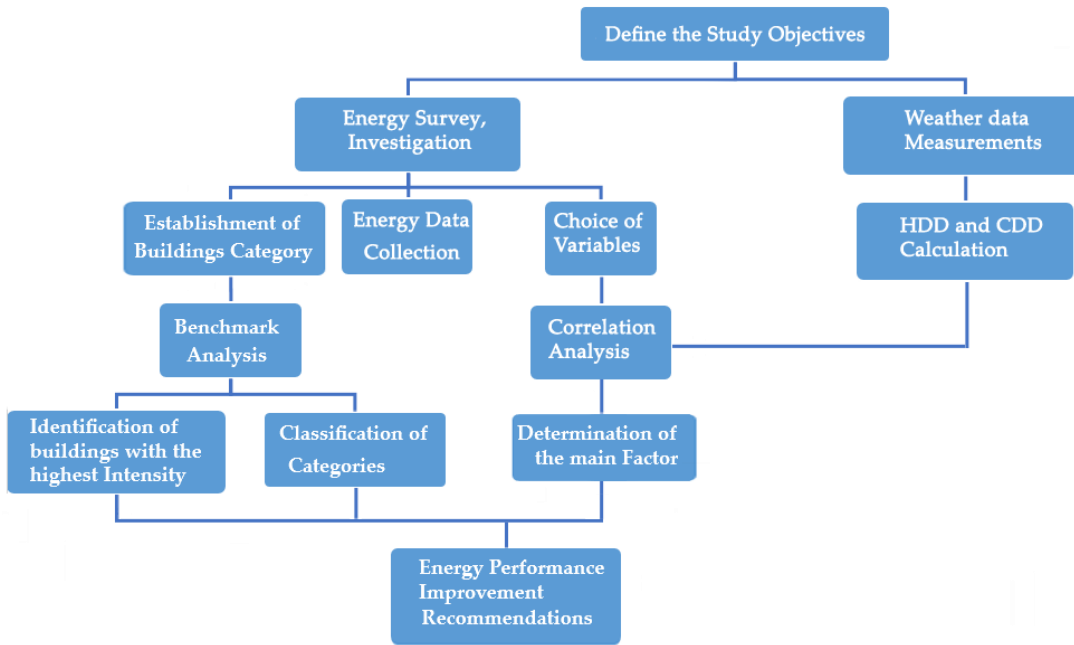 Define the Study Objectives
Energy Survey,
Investigation
Weather data
Measurements
Establishment of
Buildings Category
Energy Data
Collection
Choice of
Variables
HDD and CDD
Calculation
Benchmark
Analysis
Correlation
Analysis
Identification of
buildings with the
highest Intensity
Classification of
Categories
Determination of
the main Factor
Energy Performance
Improvement
Recommendations